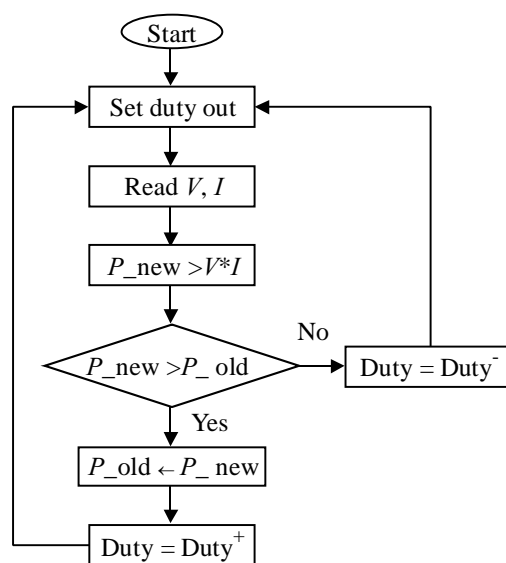 Start
Set duty out
Read V, I
P_new >V*I
P_new >P_ old
No
Duty = Duty⁻
Yes
P_old ← P_ new
Duty = Duty⁺